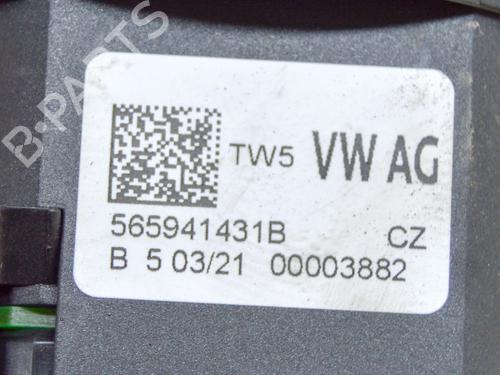 B-PARTS
TW5 VW AG
565941431B CZ
B 5 03/21 00003882